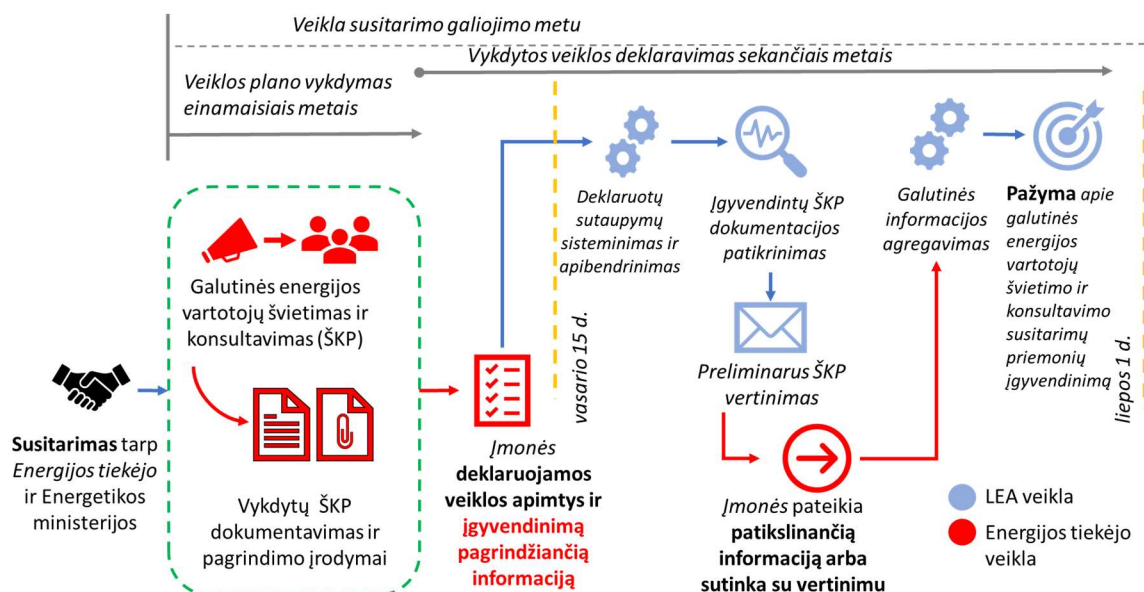 Veikla susitarimo galiojimo metu
Vykdytos veiklos deklaravimas sekančiais metais
Veiklos plano vykdymas
einamaisiais metais
Susitarimas tarp
Energijos tiekėjo
ir Energetikos
ministerijos
Galutinės energijos
vartotojų švietimas ir
konsultavimas (ŠKP)
Vykdytų ŠKP
dokumentavimas ir
pagrindimo įrodymai
Įmonės
deklaruojamos
veiklos apimtys ir
įgyvendinimą
pagrindžiančią
informaciją
vasario 15 d.
Deklaruotų
sutaupymų
sisteminimas ir
apibendrinimas
Įgyvendintų ŠKP
dokumentacijos
patikrinimas
Preliminarus ŠKP
vertinimas
Įmonės pateikia
patikslinančią
informaciją arba
sutinka su vertinimu
Galutinės
informacijos
agregavimas
Pažyma apie
galutinės
energijos
vartotojų
švietimo ir
konsultavimo
susitarimų
priemonių
įgyvendinimą
liepos 1 d.
LEA veikla
Energijos tiekėjo
veikla